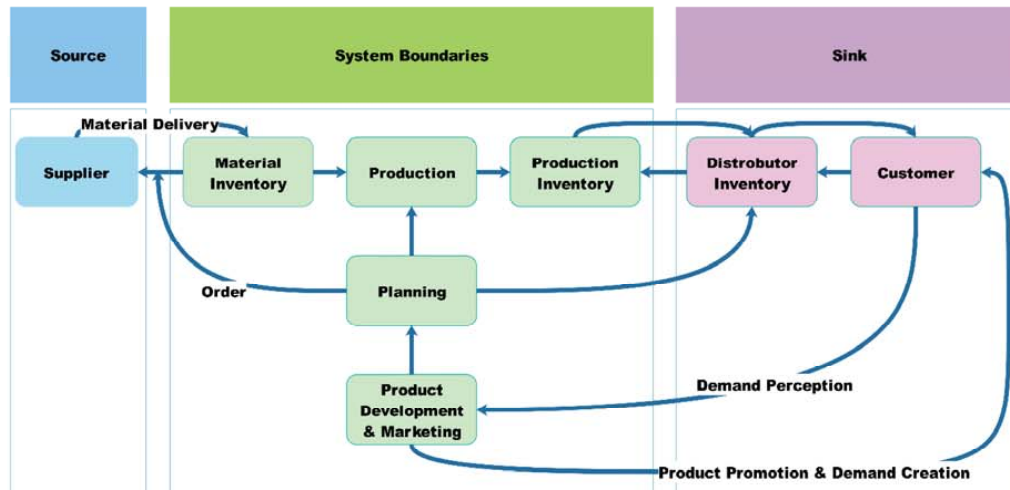 Source
System Boundaries
Sink
Material Delivery
Supplier
Material
Inventory
Production
Production
Inventory
Distrobutor
Inventory
Customer
Order
Planning
Product
Development
& Marketing
Demand Perception
Product Promotion & Demand Creation